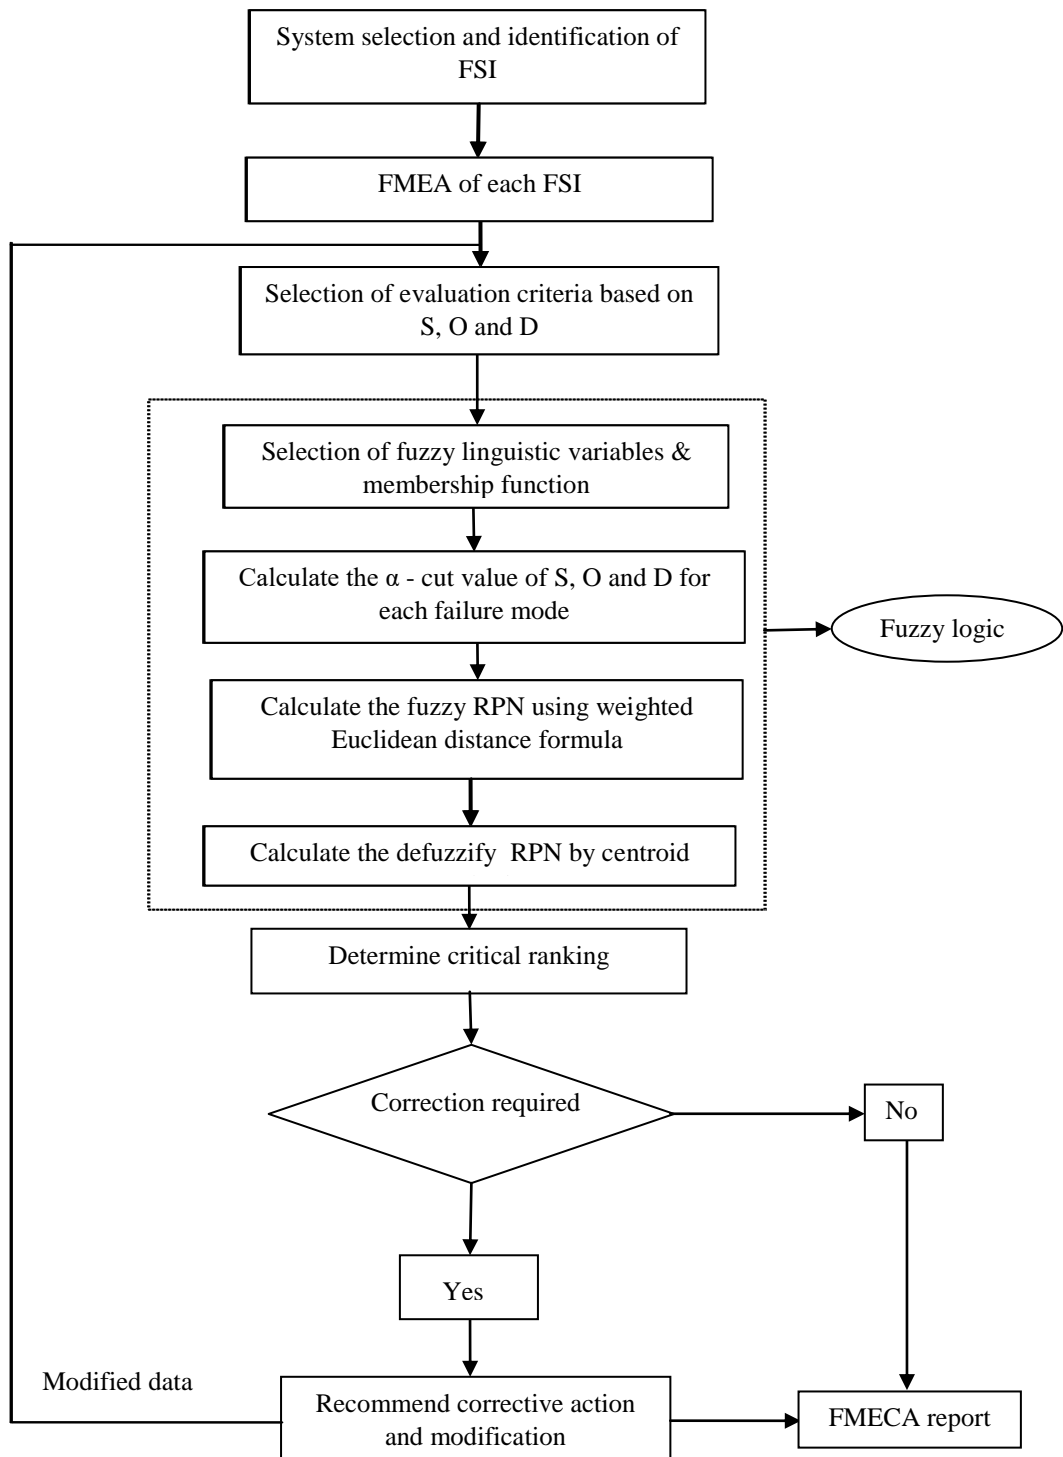 System selection and identification of
FSI
FMEA of each FSI
Selection of evaluation criteria based on
S, O and D
Selection of fuzzy linguistic variables &
membership function
Calculate the α - cut value of S, O and D for
each failure mode
Fuzzy logic
Calculate the fuzzy RPN using weighted
Euclidean distance formula
Calculate the defuzzify RPN by centroid
Determine critical ranking
Correction required
No
Yes
Modified data
Recommend corrective action
and modification
FMECA report